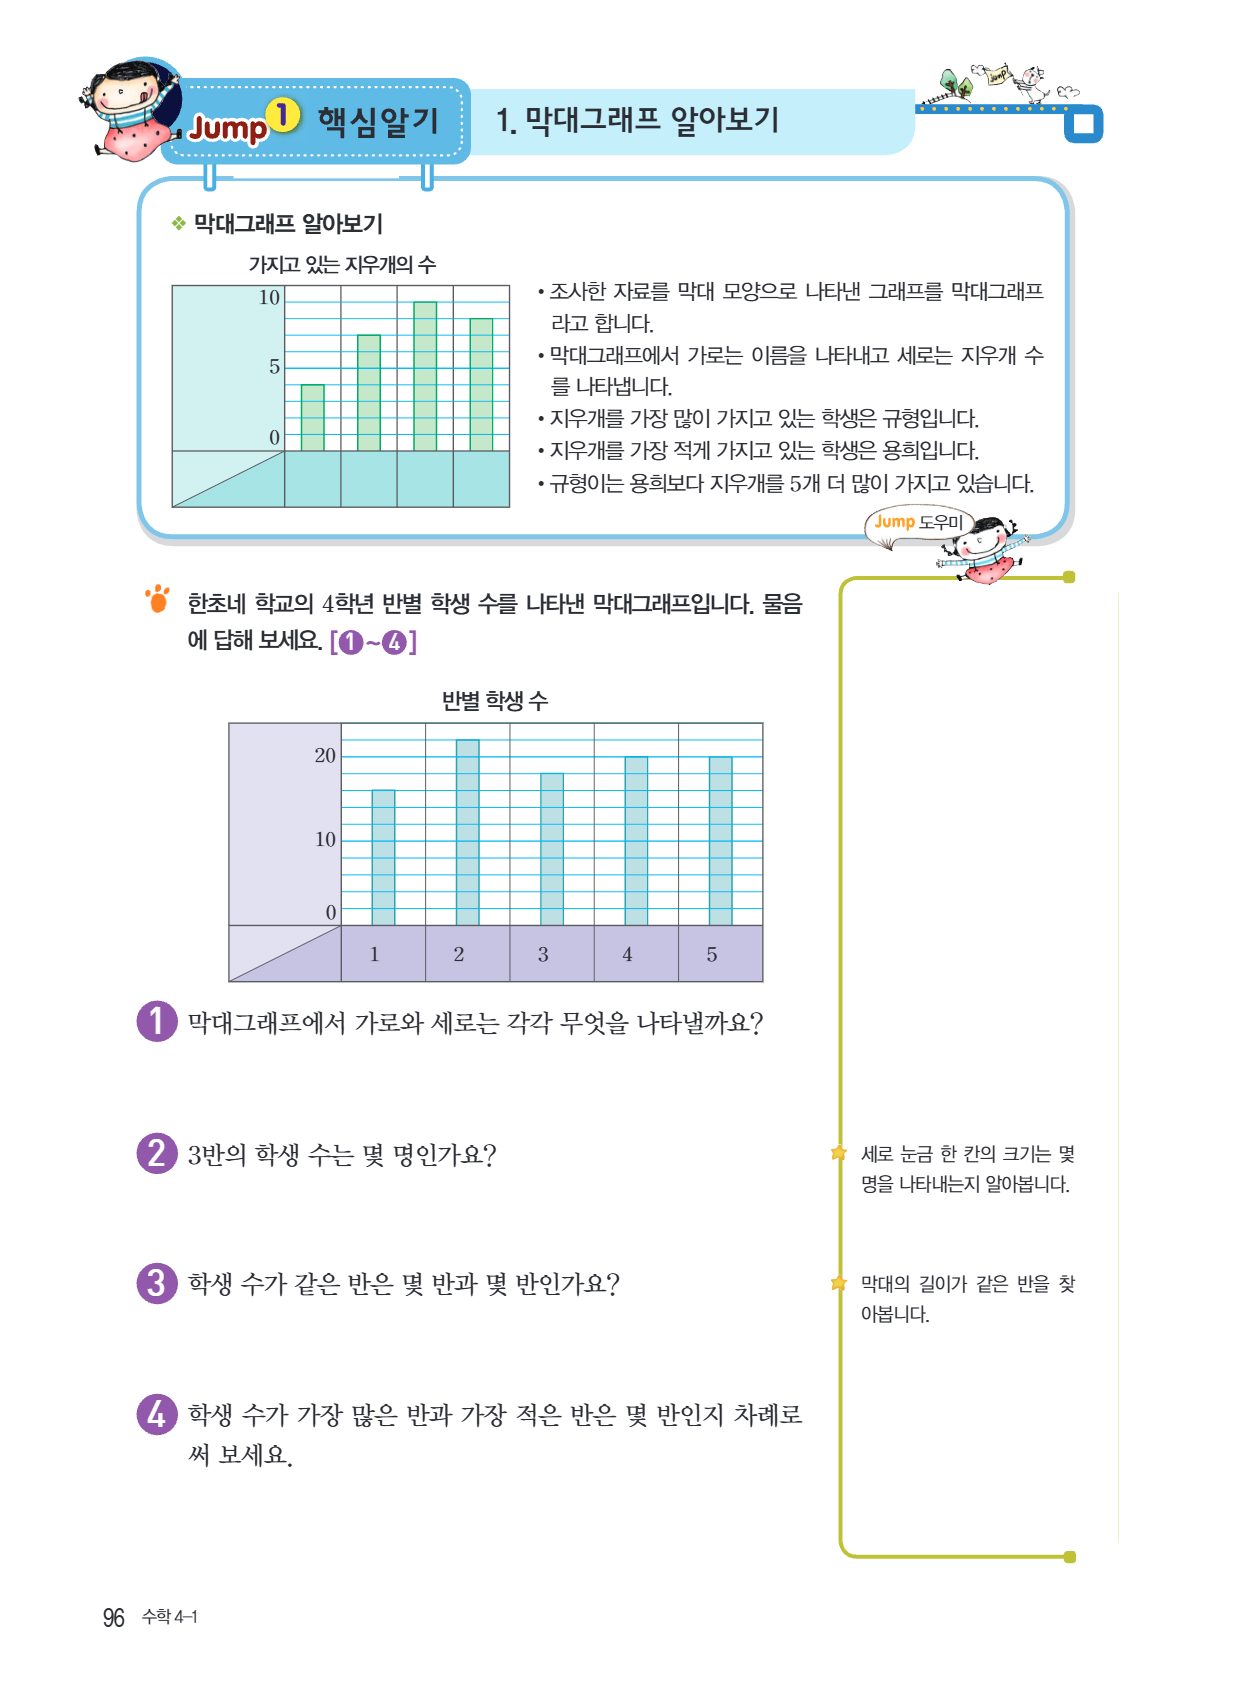 Jump 1 핵심알기
1. 막대그래프 알아보기
Jump
❖ 막대그래프 알아보기
가지고 있는 지우개의 수
10
5
0
• 조사한 자료를 막대 모양으로 나타낸 그래프를 막대그래프
라고 합니다.
• 막대그래프에서 가로는 이름을 나타내고 세로는 지우개 수
를 나타냅니다.
• 지우개를 가장 많이 가지고 있는 학생은 규형입니다.
• 지우개를 가장 적게 가지고 있는 학생은 용희입니다.
• 규형이는 용희보다 지우개를 5개 더 많이 가지고 있습니다.
Jump 도우미
한초네 학교의 4학년 반별 학생 수를 나타낸 막대그래프입니다. 물음
에 답해 보세요. [❶~❹]
반별 학생 수
20
10
0
1 2 3 4 5
❶ 막대그래프에서 가로와 세로는 각각 무엇을 나타낼까요?
❷ 3반의 학생 수는 몇 명인가요?
세로 눈금 한 칸의 크기는 몇
명을 나타내는지 알아봅니다.
❸ 학생 수가 같은 반은 몇 반과 몇 반인가요?
막대의 길이가 같은 반을 찾
아봅니다.
❹ 학생 수가 가장 많은 반과 가장 적은 반은 몇 반인지 차례로
써 보세요.
96 수학 4-1